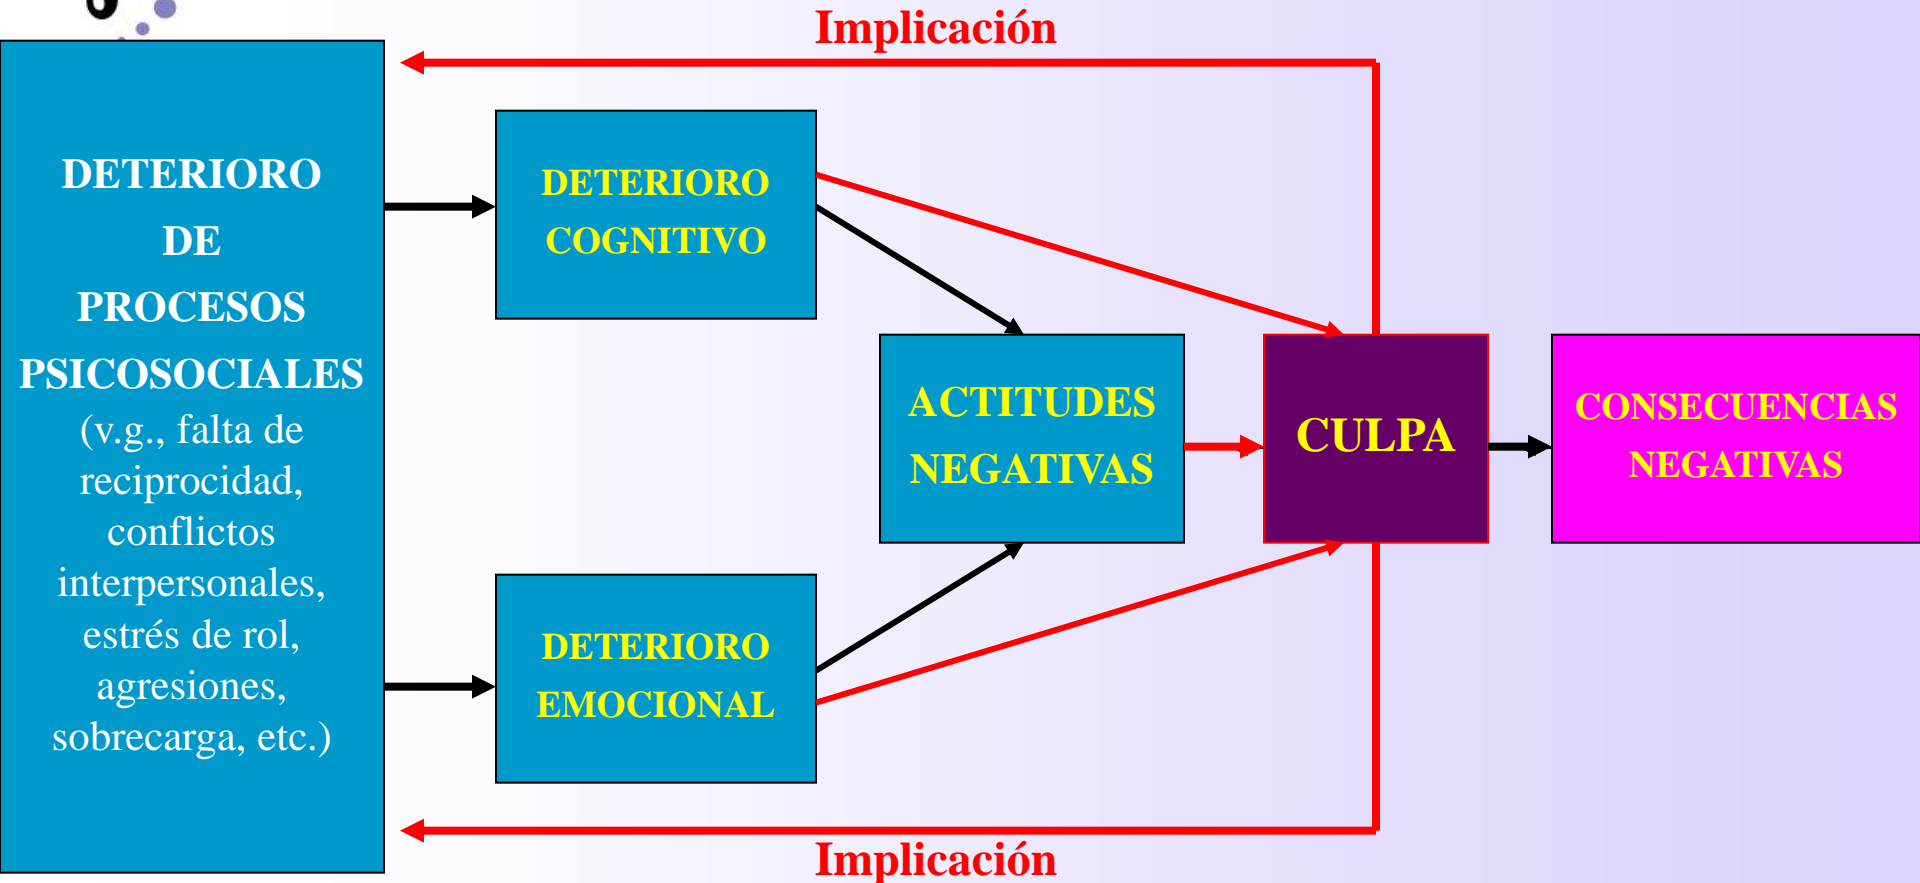 Implicación
DETERIORO
DE
PROCESOS
PSICOSOCIALES
(v.g., falta de
reciprocidad,
conflictos
interpersonales,
estrés de rol,
agresiones,
sobrecarga, etc.)
DETERIORO
COGNITIVO
DETERIORO
EMOCIONAL
ACTITUDES
NEGATIVAS
CULPA
CONSECUENCIAS
NEGATIVAS
Implicación